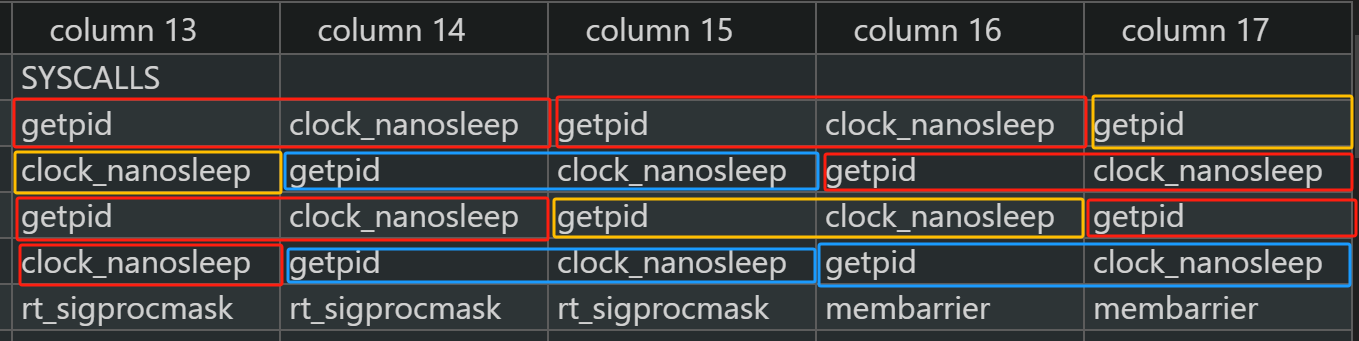 column 13 column 14 column 15 column 16 column 17
SYSCALLS
getpid clock_nanosleep getpid clock_nanosleep getpid
clock_nanosleep getpid clock_nanosleep getpid clock_nanosleep
getpid clock_nanosleep getpid clock_nanosleep getpid
clock_nanosleep getpid clock_nanosleep getpid clock_nanosleep
rt_sigprocmask rt_sigprocmask rt_sigprocmask membarrier membarrier